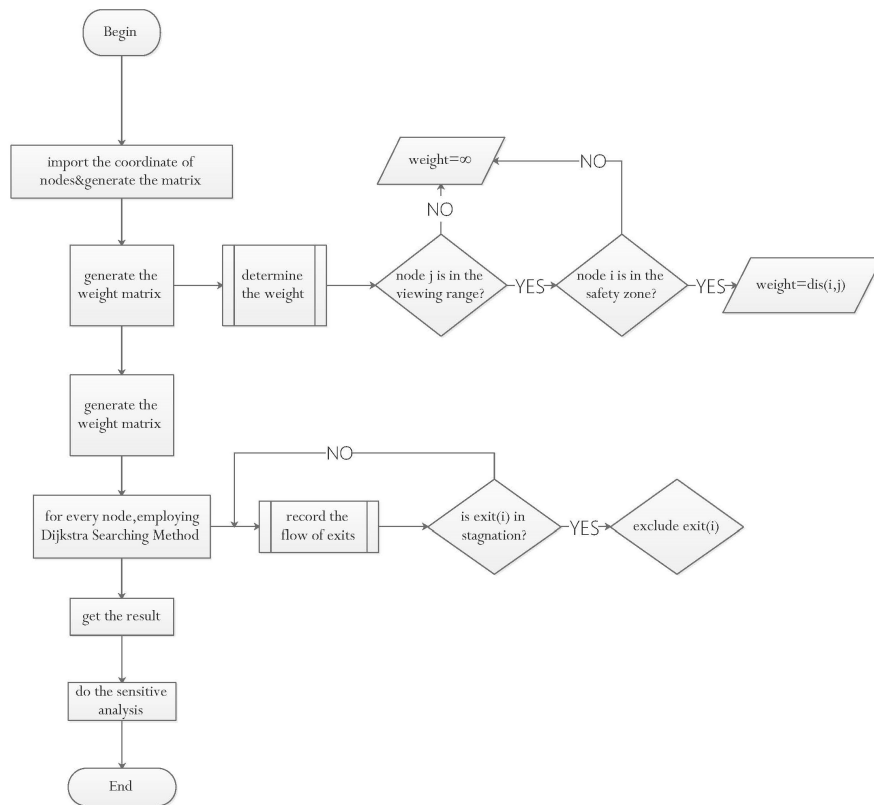 Begin
import the coordinate of
nodes&generate the matrix
weight=∞
NO
NO
generate the
weight matrix
determine
the weight
node j is in the
viewing range?
YES
node i is in the
safety zone?
YES
weight=dis(i,j)
generate the
weight matrix
NO
for every node,employing
Dijkstra Searching Method
record the
flow of exits
is exit(i) in
stagnation?
YES
exclude exit(i)
get the result
do the sensitive
analysis
End